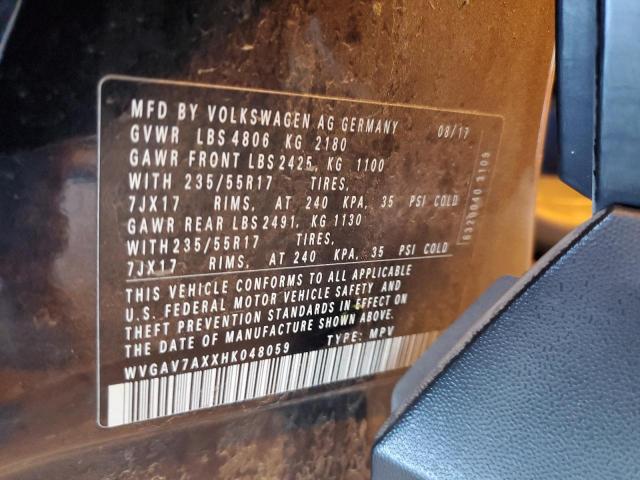 MFD BY VOLKSWAGEN AG GERMANY 08/17
GVWR LBS 4806 KG 2180
GAWR FRONT LBS 2425, KG 1100
WITH 235/55R17 TIRES,
7JX17 RIMS, AT 240 KPA, 35 PSI COLD
GAWR REAR LBS 2491, KG 1130
WITH 235/55R17 TIRES,
7JX17 RIMS, AT 240 KPA, 35 PSI COLD
THIS VEHICLE CONFORMS TO ALL APPLICABLE
U.S. FEDERAL MOTOR VEHICLE SAFETY AND
THEFT PREVENTION STANDARDS IN EFFECT ON
THE DATE OF MANUFACTURE SHOWN ABOVE.
WVGAV7AXXHK048059 TYPE: MPV